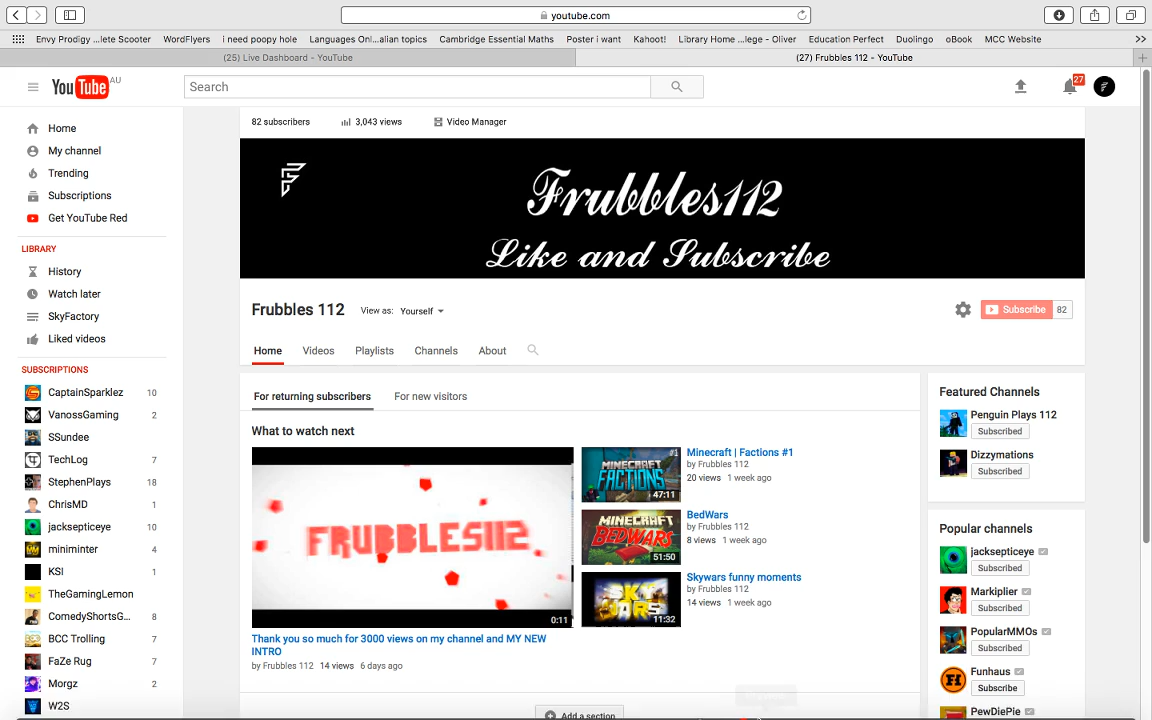 youtube.com
Envy Prodigy ...lete Scooter
WordFlyers
i need poopy hole
Languages Onl...alian topics
Cambridge Essential Maths
Poster i want
Kahoot!
Library Home ...lege - Oliver
Education Perfect
Duolingo
oBook
MCC Website
(25) Live Dashboard - YouTube
(27) Frubbles 112 - YouTube
YouTube AU
Search
27
Home
My channel
Trending
Subscriptions
Get YouTube Red
LIBRARY
History
Watch later
SkyFactory
Liked videos
SUBSCRIPTIONS
CaptainSparklez 10
VanossGaming 2
SSundee
TechLog 7
StephenPlays 18
ChrisMD 1
jacksepticeye 10
miniminter 4
KSI 1
TheGamingLemon
ComedyShortsG... 8
BCC Trolling 7
FaZe Rug 7
Morgz 2
W2S
82 subscribers
3,043 views
Video Manager
Frubbles112
Like and Subscribe
Frubbles 112
View as: Yourself
Subscribe 82
Home
Videos
Playlists
Channels
About
For returning subscribers
For new visitors
What to watch next
FRUBBLES112
0:11
Thank you so much for 3000 views on my channel and MY NEW
INTRO
by Frubbles 112 14 views 6 days ago
#1
MINECRAFT
FACTIONS
47:11
Minecraft | Factions #1
by Frubbles 112
20 views 1 week ago
MINECRAFT
BEDWARS
51:50
BedWars
by Frubbles 112
8 views 1 week ago
SKY
WARS
11:32
Skywars funny moments
by Frubbles 112
14 views 1 week ago
Add a section
Featured Channels
Penguin Plays 112
Subscribed
Dizzymations
Subscribed
Popular channels
jacksepticeye
Subscribed
Markiplier
Subscribed
PopularMMOs
Subscribed
Funhaus
Subscribe
PewDiePie